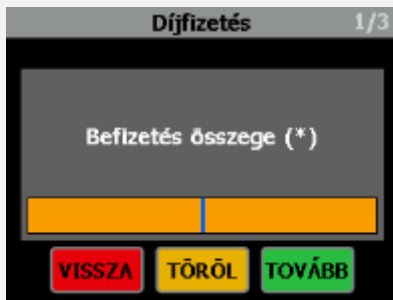 Díjfizetés 1/3
Befizetés összege (*)
VISSZA TÖRÖL TOVÁBB